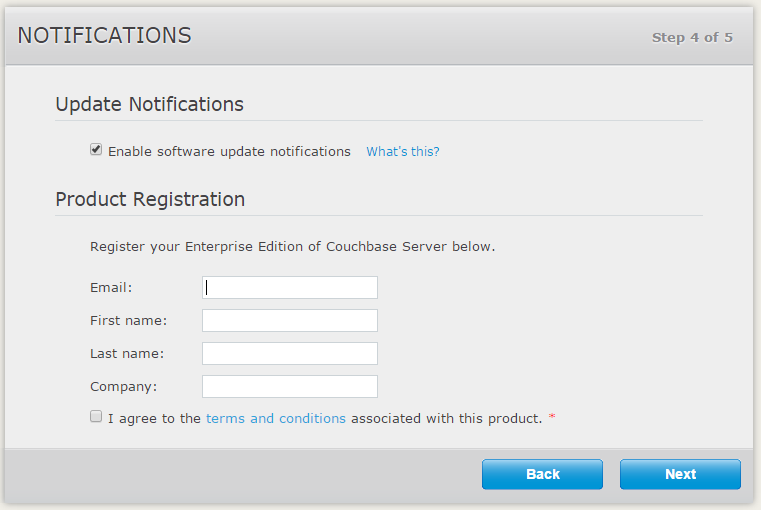 NOTIFICATIONS Step 4 of 5
Update Notifications
Enable software update notifications What's this?
Product Registration
Register your Enterprise Edition of Couchbase Server below.
Email:
First name:
Last name:
Company:
I agree to the terms and conditions associated with this product. *
Back Next